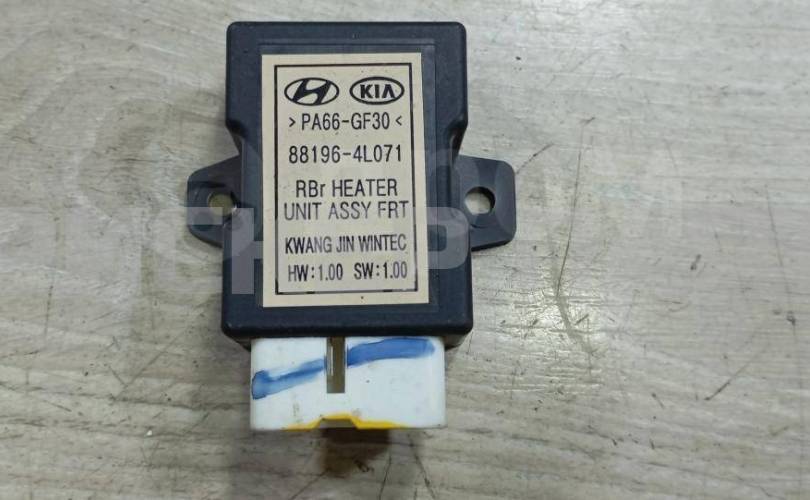 KIA
>PA66-GF30<
88196-4L071
RBr HEATER
UNIT ASSY FRT
KWANG JIN WINTEC
HW:1.00 SW:1.00